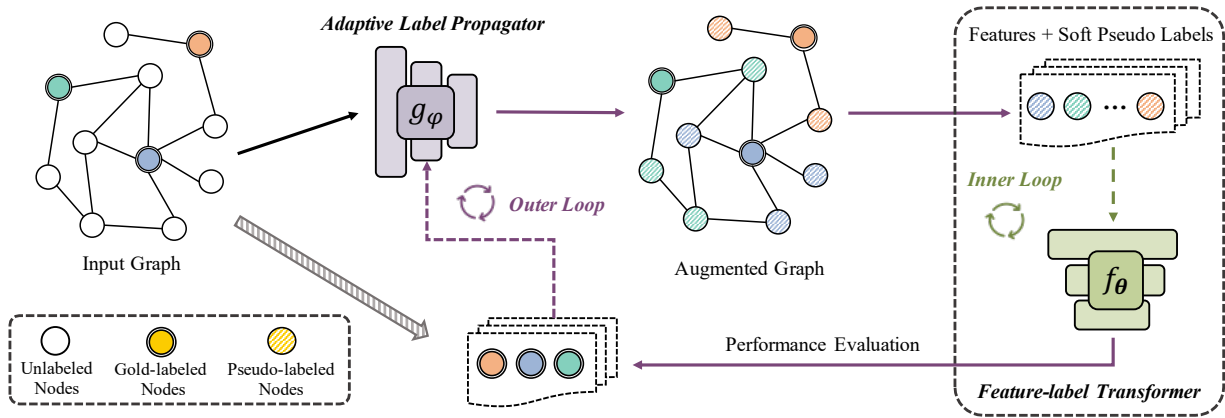 Adaptive Label Propagator
Features + Soft Pseudo Labels
gφ
...
Inner Loop
Outer Loop
Input Graph
Augmented Graph
fθ
Unlabeled
Nodes
Gold-labeled
Nodes
Pseudo-labeled
Nodes
Performance Evaluation
Feature-label Transformer